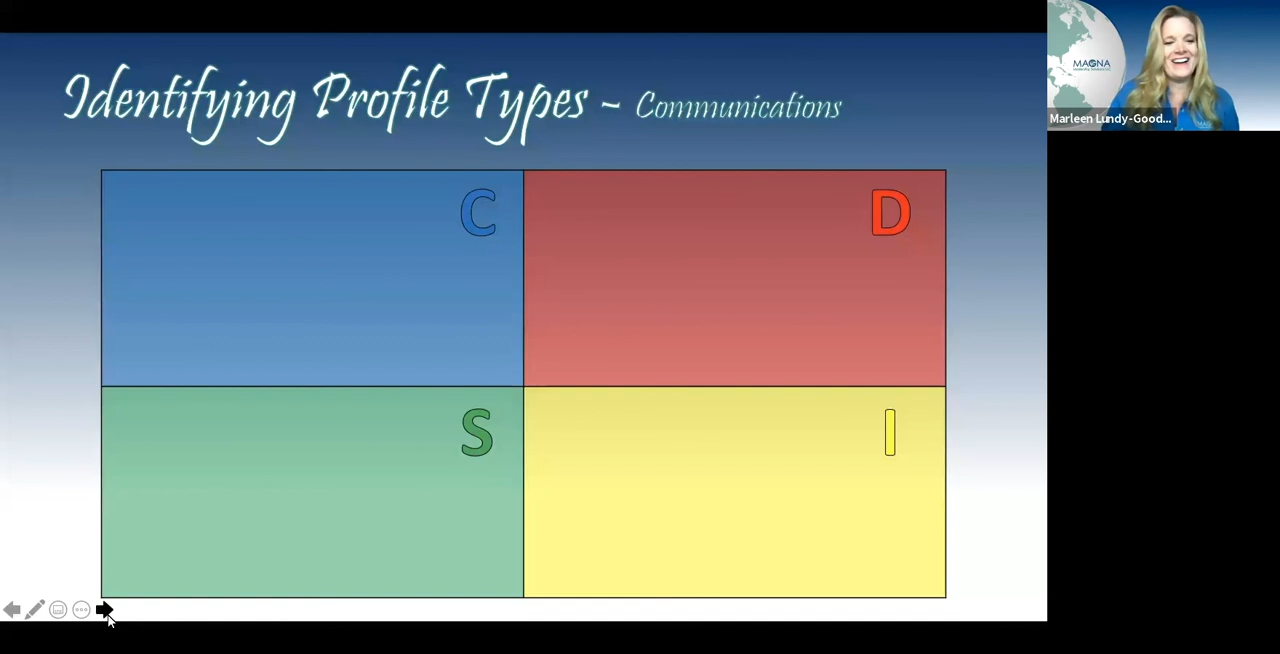 Identifying Profile Types – Communications
C
D
S
I
MAGNA
Marleen Lundy-Good...